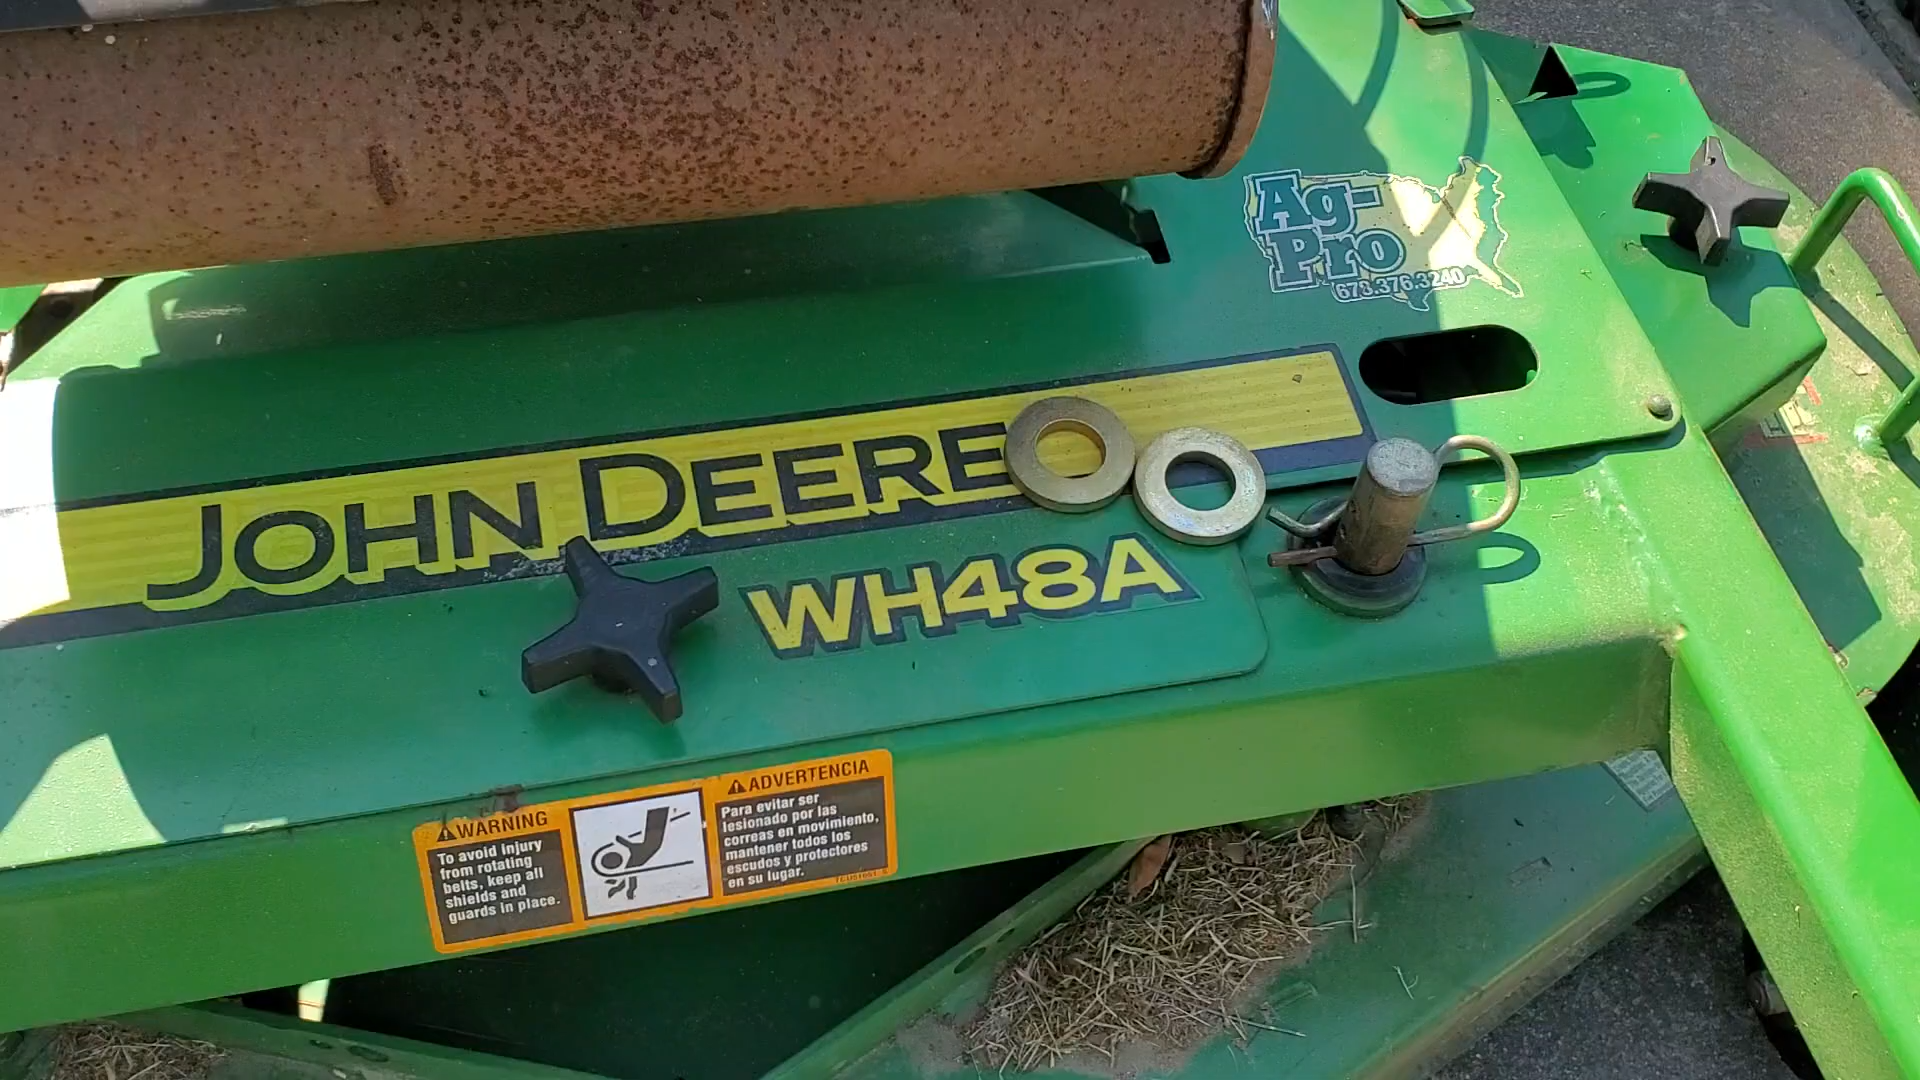 Ag-
Pro
678.376.3240
JOHN DEERE
WH48A
WARNING
To avoid injury
from rotating
belts, keep all
shields and
guards in place.
ADVERTENCIA
Para evitar ser
lesionado por las
correas en movimiento,
mantener todos los
escudos y protectores
en su lugar.